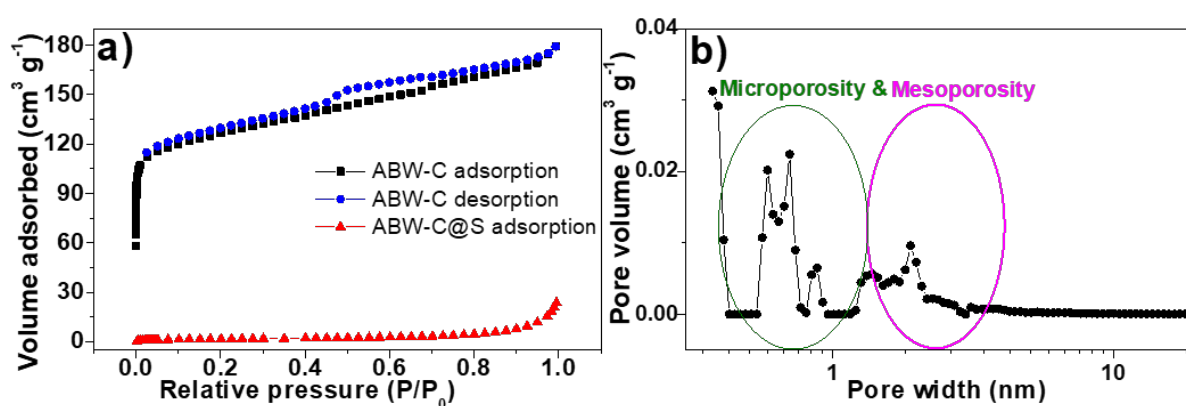 a)
Volume adsorbed (cm³ g⁻¹)
180
150
120
90
60
30
0
ABW-C adsorption
ABW-C desorption
ABW-C@S adsorption
0.0 0.2 0.4 0.6 0.8 1.0
Relative pressure (P/P₀)
b)
Pore volume (cm³ g⁻¹)
0.04
0.02
0.00
Microporosity & Mesoporosity
1 10
Pore width (nm)